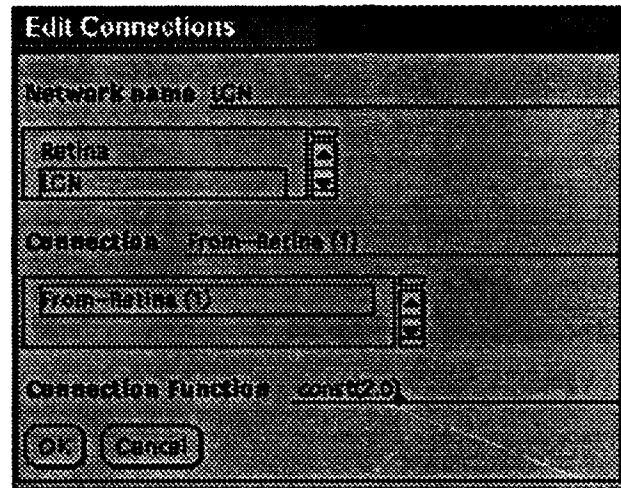 Edit Connections
Network name LGN
Retina
LGN
Connection From-Retina (1)
From-Retina (1)
Connection Function const(2.0)
OK Cancel